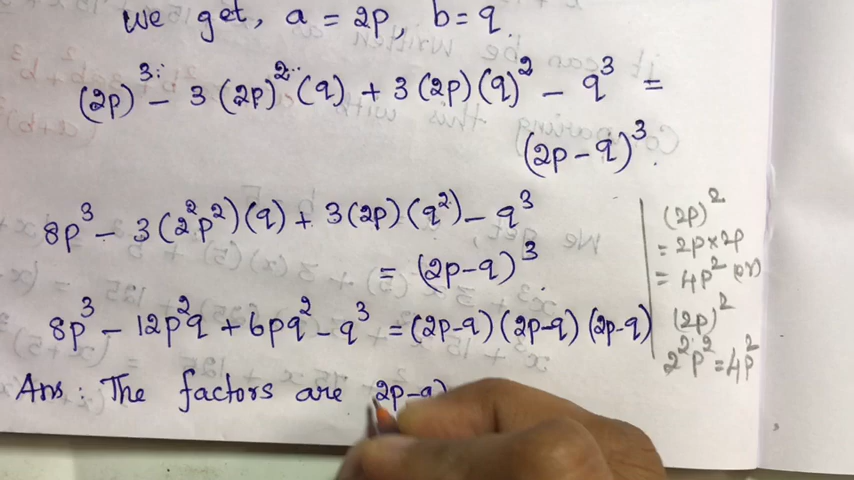 We get, a = 2p, b = q.
(2p)³ - 3(2p)²(q) + 3(2p)(q)² - q³ =
(2p-q)³.
8p³ - 3(2²p²)(q) + 3(2p)(q²) - q³
= (2p-q)³
8p³ - 12p²q + 6pq² - q³ = (2p-q)(2p-q)(2p-q)
Ans: The factors are 2p-q)
(2p)²
= 2p×2p
= 4p² (or)
(2p)²
2²p² = 4p²